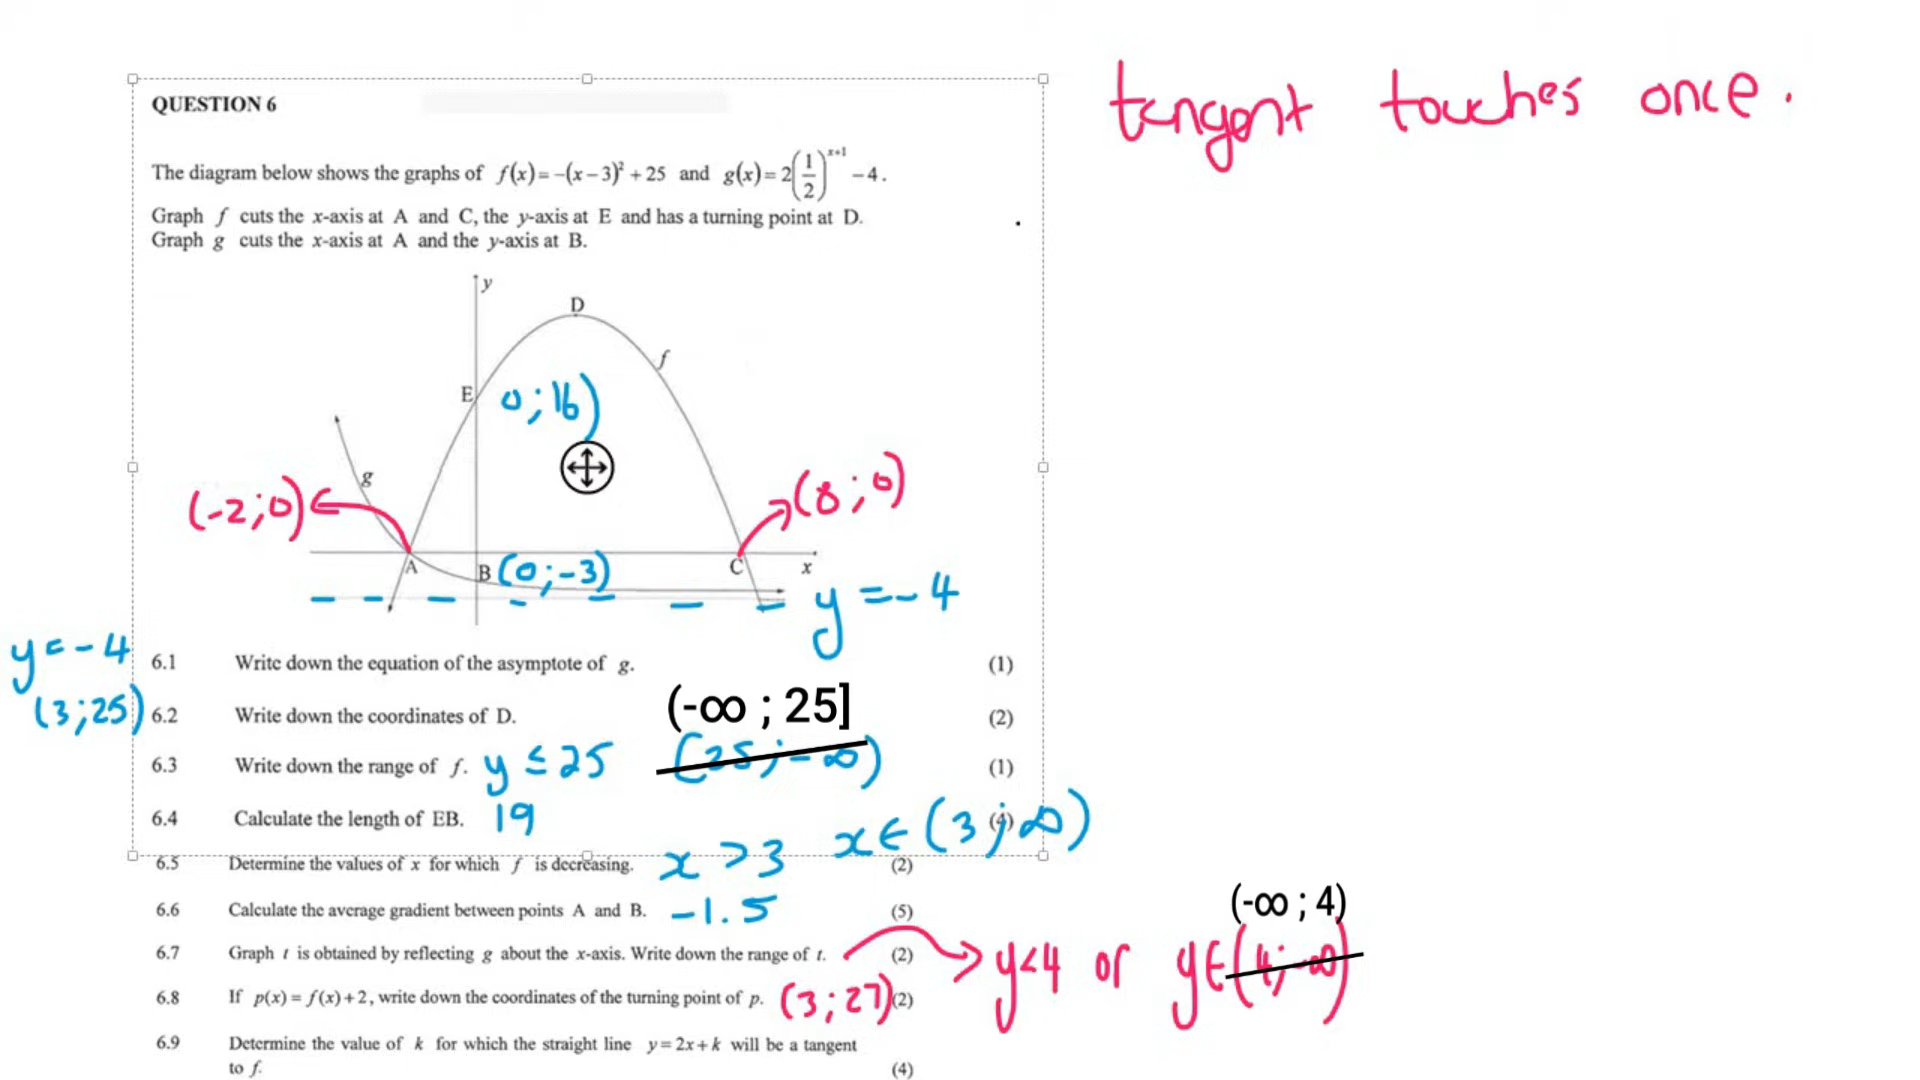 tangent touches once.
QUESTION 6
The diagram below shows the graphs of f(x)=-(x-3)²+25 and g(x)=2(1/2)^(x+1)-4.
Graph f cuts the x-axis at A and C, the y-axis at E and has a turning point at D.
Graph g cuts the x-axis at A and the y-axis at B.
y
D
f
E 0;16)
g
(-2;0) (8;0)
A B (0;-3) C x
y=-4
y=-4
6.1 Write down the equation of the asymptote of g. (1)
(-∞ ; 25]
(3;25) 6.2 Write down the coordinates of D. (2)
6.3 Write down the range of f. y ≤ 25 (25;-∞) (1)
6.4 Calculate the length of EB. 19 (4)
6.5 Determine the values of x for which f is decreasing. x > 3 x∈(3;∞) (2)
6.6 Calculate the average gradient between points A and B. -1.5 (5)
(-∞ ; 4)
6.7 Graph t is obtained by reflecting g about the x-axis. Write down the range of t. (2) y<4 or y∈(4;-∞)
6.8 If p(x)=f(x)+2, write down the coordinates of the turning point of p. (3;27) (2)
6.9 Determine the value of k for which the straight line y=2x+k will be a tangent
to f. (4)